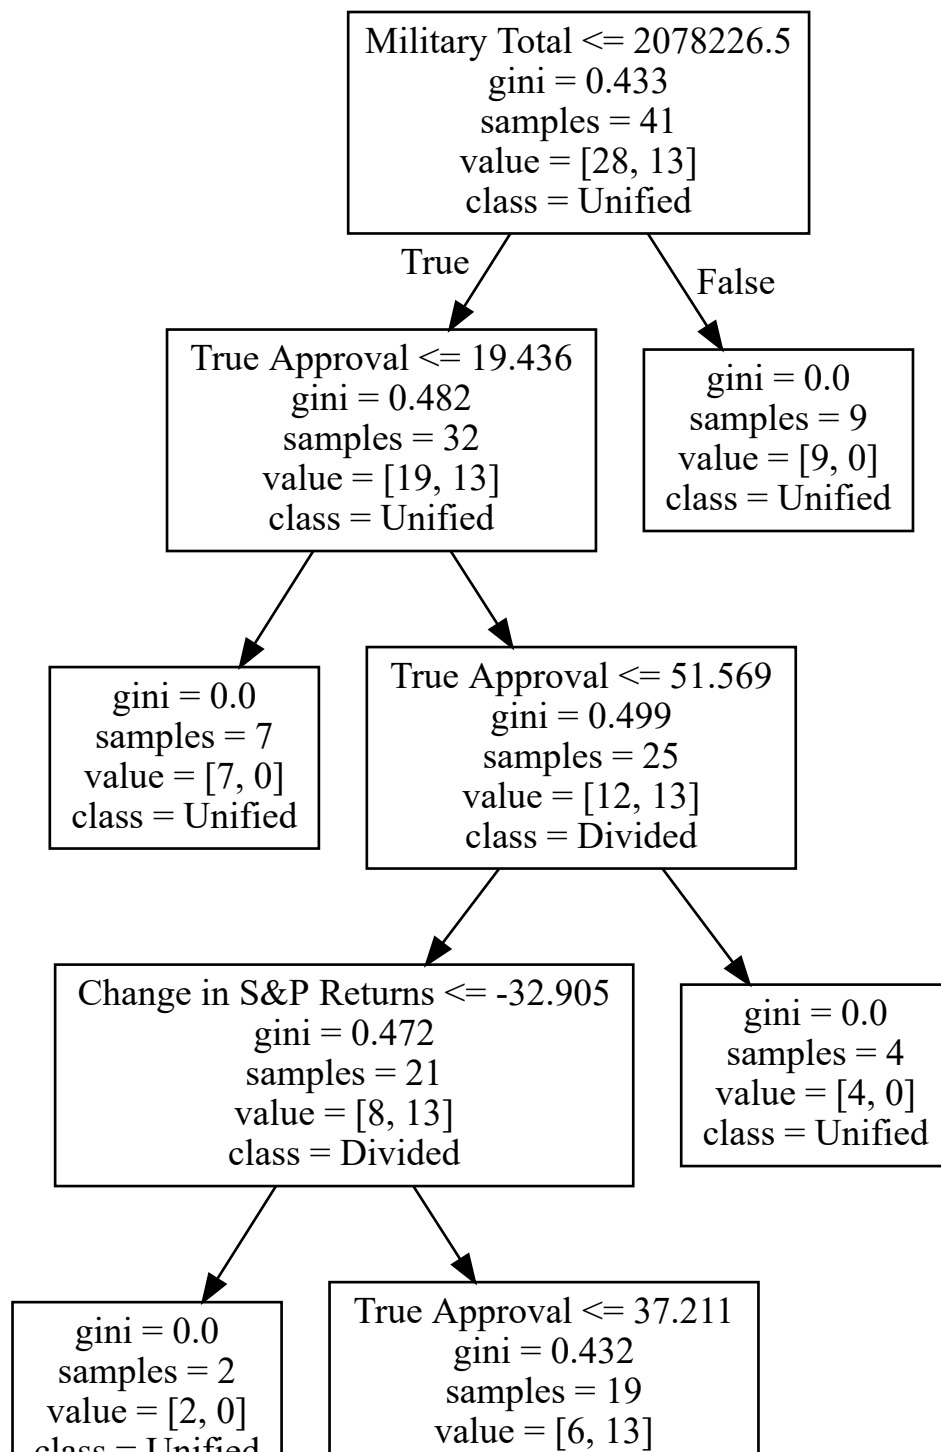 Military Total <= 2078226.5
gini = 0.433
samples = 41
value = [28, 13]
class = Unified
True
False
True Approval <= 19.436
gini = 0.482
samples = 32
value = [19, 13]
class = Unified
gini = 0.0
samples = 9
value = [9, 0]
class = Unified
gini = 0.0
samples = 7
value = [7, 0]
class = Unified
True Approval <= 51.569
gini = 0.499
samples = 25
value = [12, 13]
class = Divided
Change in S&P Returns <= -32.905
gini = 0.472
samples = 21
value = [8, 13]
class = Divided
gini = 0.0
samples = 4
value = [4, 0]
class = Unified
gini = 0.0
samples = 2
value = [2, 0]
class = Unified
True Approval <= 37.211
gini = 0.432
samples = 19
value = [6, 13]